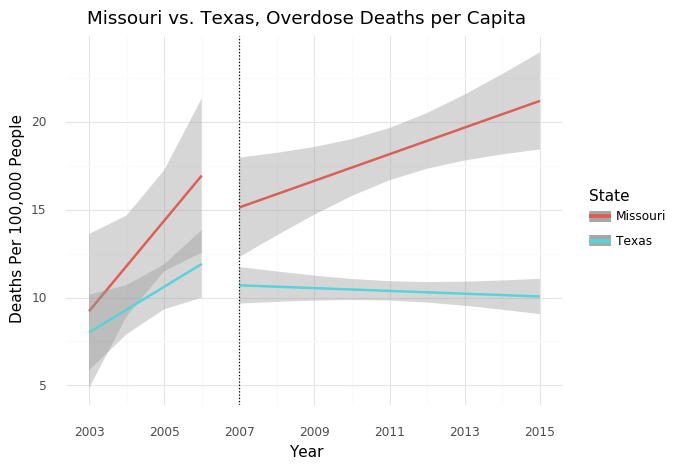 Missouri vs. Texas, Overdose Deaths per Capita
Deaths Per 100,000 People
20
15
10
5
2003 2005 2007 2009 2011 2013 2015
Year
State
Missouri
Texas